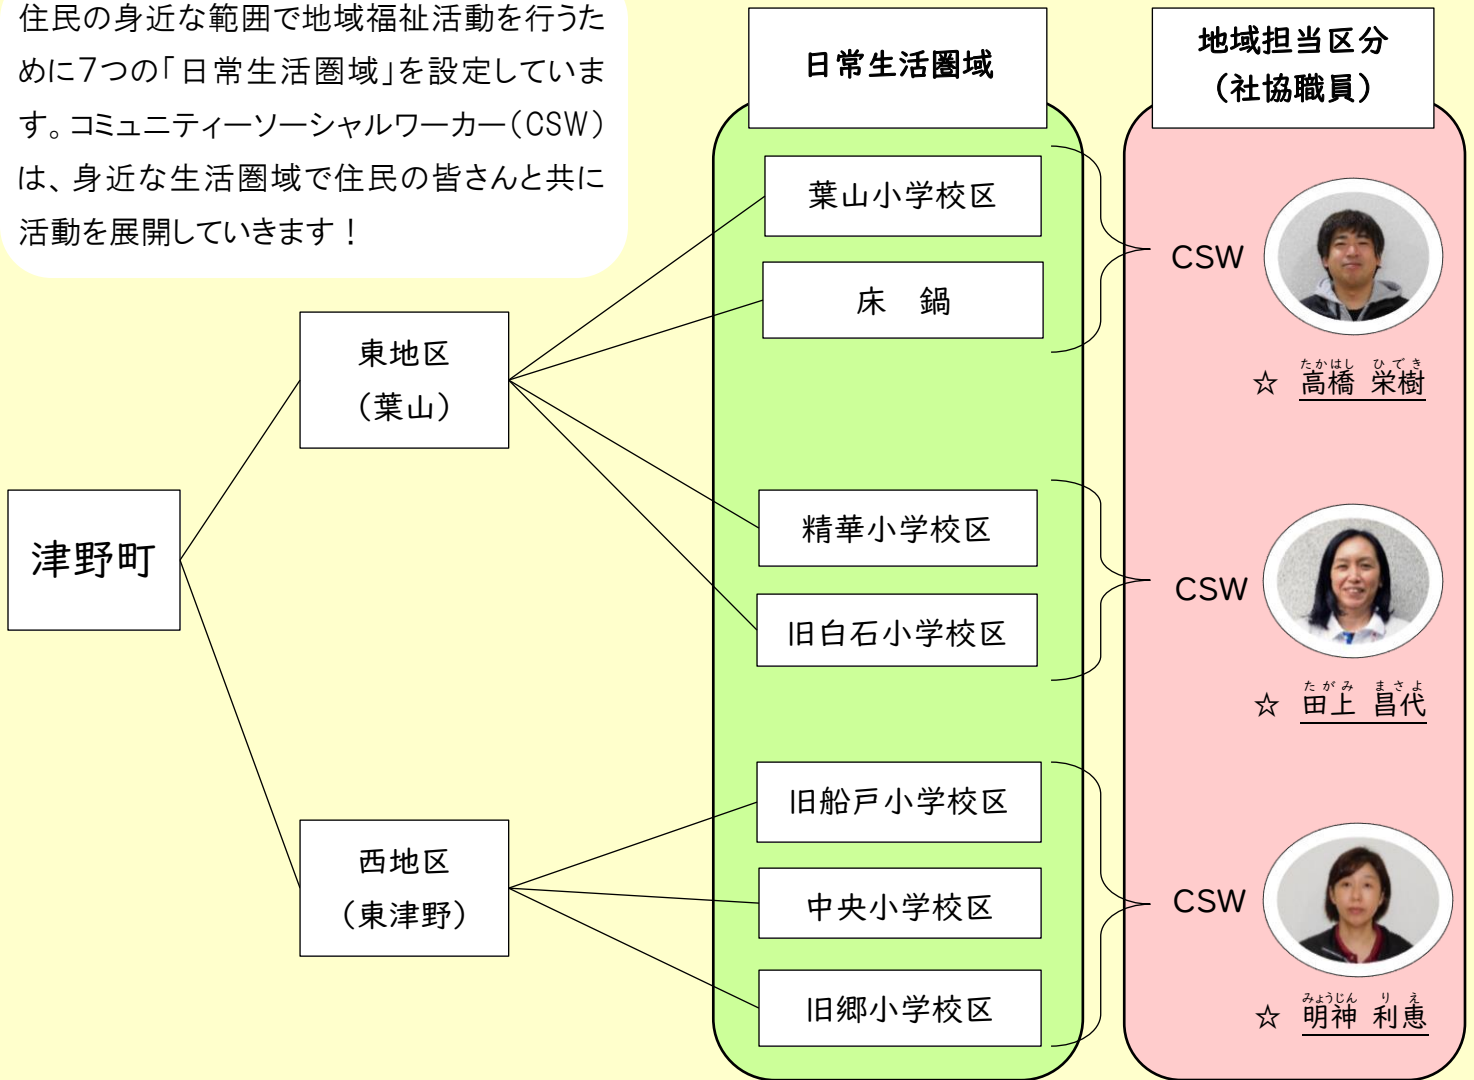 住民の身近な範囲で地域福祉活動を行うた
めに7つの「日常生活圏域」を設定していま
す。コミュニティーソーシャルワーカー(CSW)
は、身近な生活圏域で住民の皆さんと共に
活動を展開していきます!
日常生活圏域
地域担当区分
(社協職員)
津野町
東地区
(葉山)
西地区
(東津野)
葉山小学校区
床 鍋
精華小学校区
旧白石小学校区
旧船戸小学校区
中央小学校区
旧郷小学校区
CSW
たかはし ひでき
☆ 高橋 栄樹
CSW
たがみ まさよ
☆ 田上 昌代
CSW
みょうじん りえ
☆ 明神 利恵